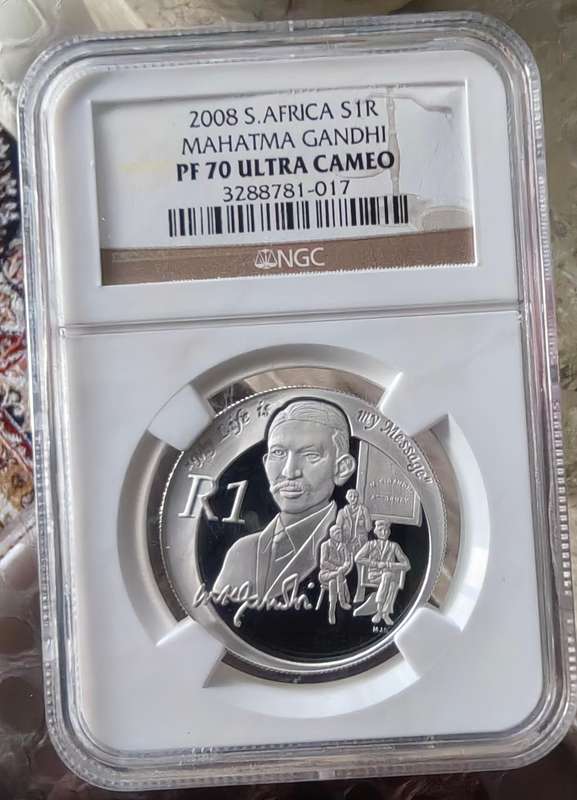 2008 S.AFRICA S1R
MAHATMA GANDHI
PF 70 ULTRA CAMEO
3288781-017
NGC
"My Life is my Message"
R1